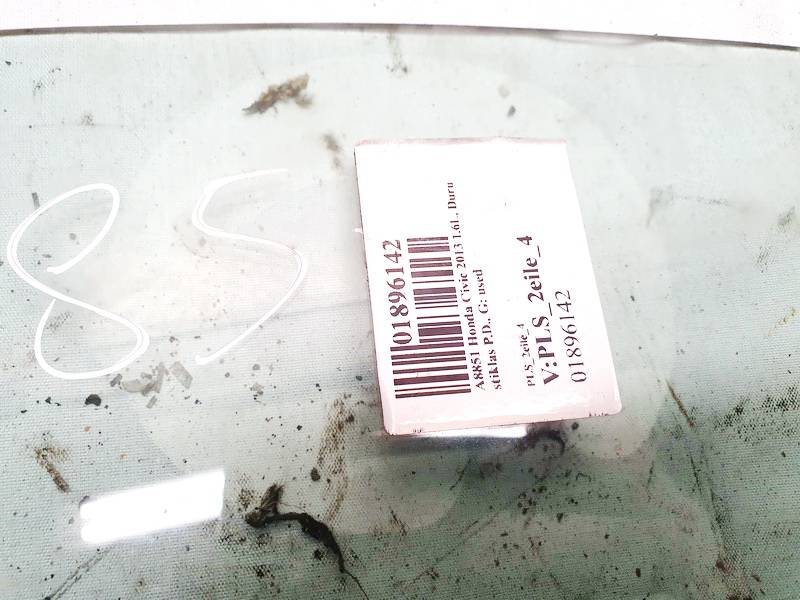 85
01896142
A8851 Honda Civic 2013 1.6L., Duru
stiklas P.D., G: used
PLS_2eile_4
V:PLS_2eile_4
01896142